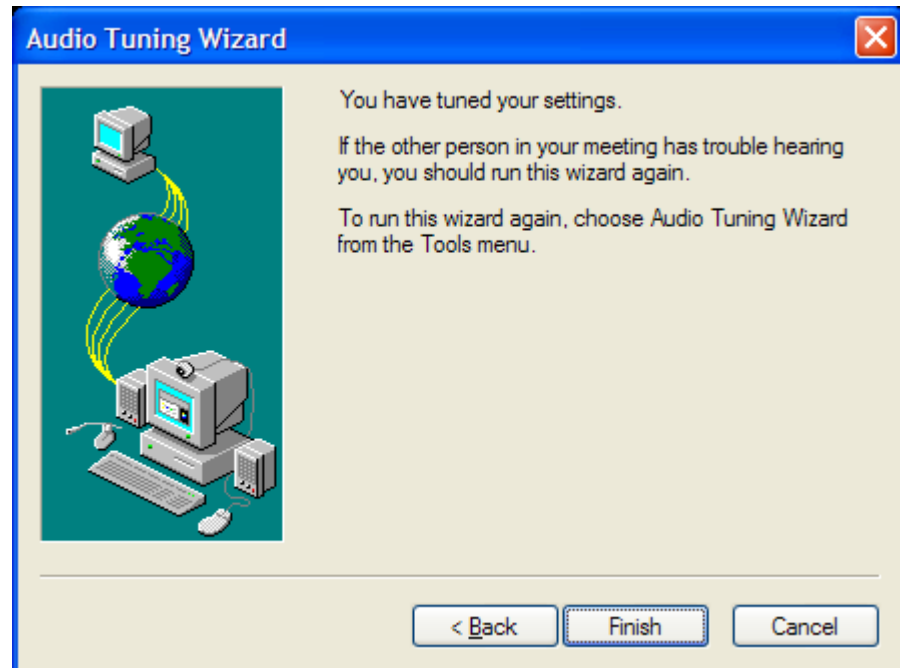 Audio Tuning Wizard
You have tuned your settings.
If the other person in your meeting has trouble hearing
you, you should run this wizard again.
To run this wizard again, choose Audio Tuning Wizard
from the Tools menu.
< Back
Finish
Cancel